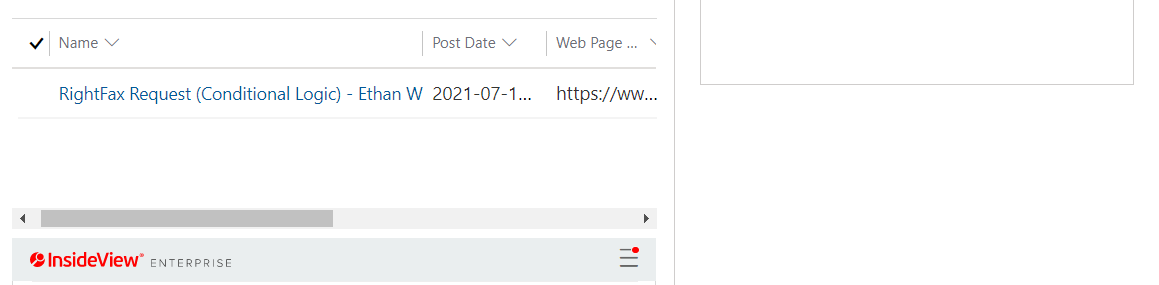 Name Post Date Web Page ...
RightFax Request (Conditional Logic) - Ethan W 2021-07-1... https://ww...
InsideView® ENTERPRISE